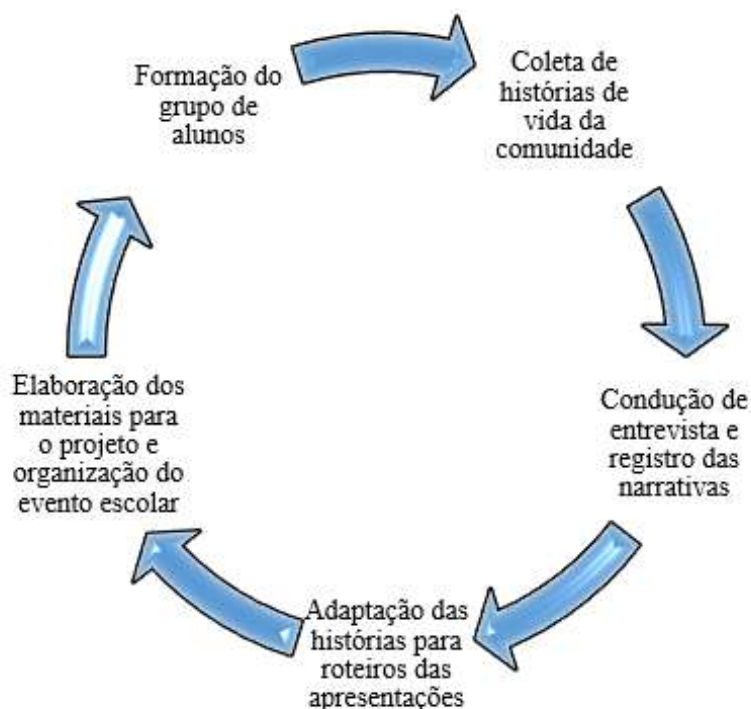 Formação do
grupo de
alunos
Coleta de
histórias de
vida da
comunidade
Condução de
entrevista e
registro das
narrativas
Adaptação das
histórias para
roteiros das
apresentações
Elaboração dos
materiais para
o projeto e
organização do
evento escolar